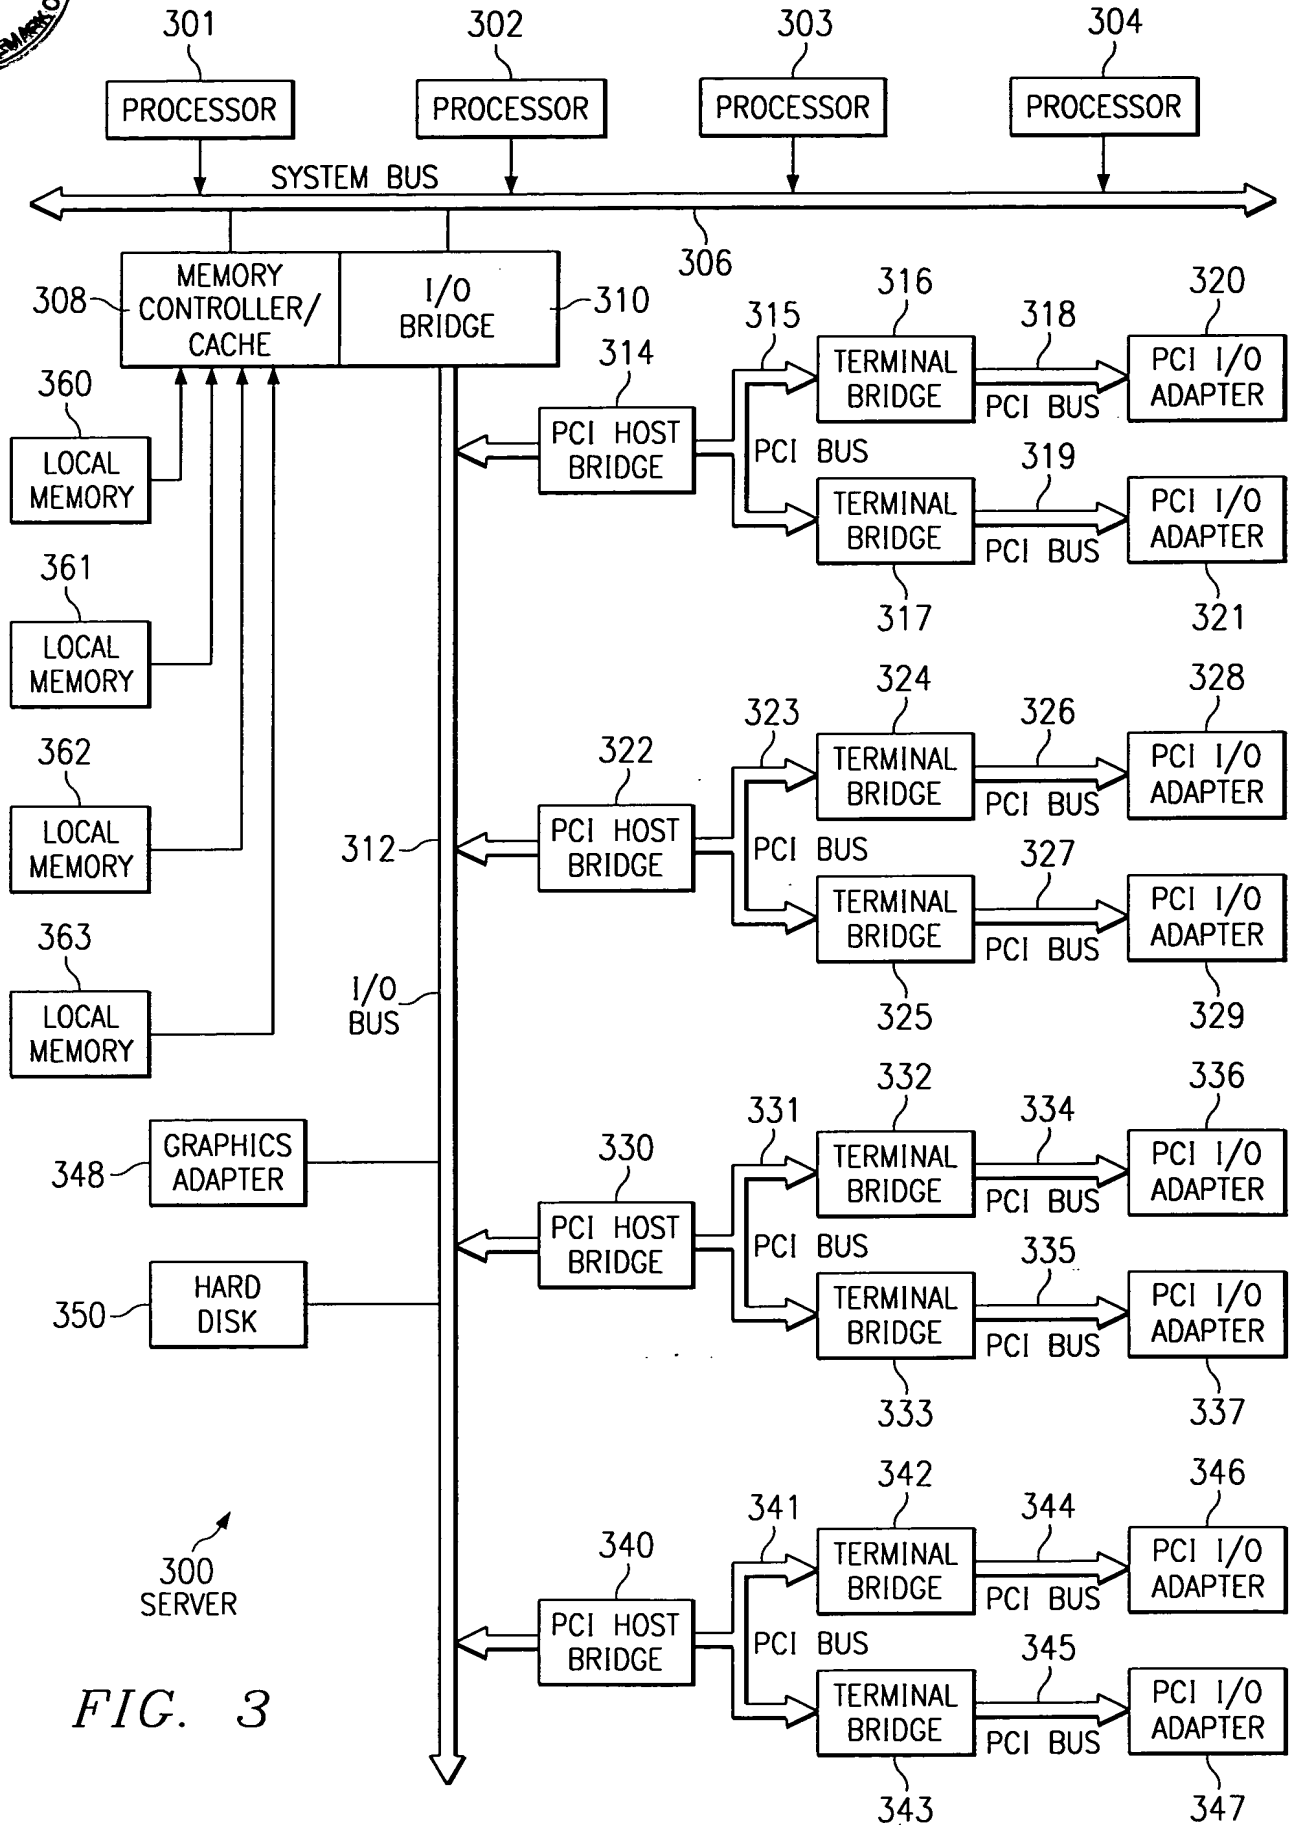 301
302
303
304
PROCESSOR
PROCESSOR
PROCESSOR
PROCESSOR
SYSTEM BUS
306
308
MEMORY
CONTROLLER/
CACHE
I/O
BRIDGE
310
314
315
316
318
320
PCI HOST
BRIDGE
PCI BUS
TERMINAL
BRIDGE
PCI BUS
PCI I/O
ADAPTER
319
TERMINAL
BRIDGE
PCI BUS
PCI I/O
ADAPTER
317
321
360
LOCAL
MEMORY
361
LOCAL
MEMORY
362
LOCAL
MEMORY
363
LOCAL
MEMORY
312
I/O
BUS
322
323
324
326
328
PCI HOST
BRIDGE
PCI BUS
TERMINAL
BRIDGE
PCI BUS
PCI I/O
ADAPTER
327
TERMINAL
BRIDGE
PCI BUS
PCI I/O
ADAPTER
325
329
348
GRAPHICS
ADAPTER
350
HARD
DISK
330
331
332
334
336
PCI HOST
BRIDGE
PCI BUS
TERMINAL
BRIDGE
PCI BUS
PCI I/O
ADAPTER
335
TERMINAL
BRIDGE
PCI BUS
PCI I/O
ADAPTER
333
337
340
341
342
344
346
PCI HOST
BRIDGE
PCI BUS
TERMINAL
BRIDGE
PCI BUS
PCI I/O
ADAPTER
345
TERMINAL
BRIDGE
PCI BUS
PCI I/O
ADAPTER
343
347
300
SERVER
FIG. 3